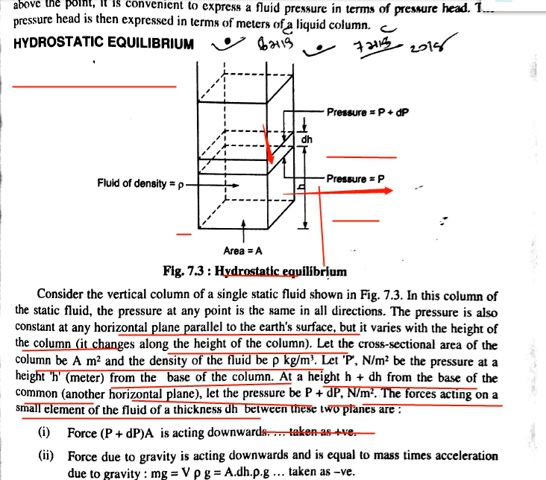 above the point, it is convenient to express a fluid pressure in terms of pressure head. T...
pressure head is then expressed in terms of meters of a liquid column.
HYDROSTATIC EQUILIBRIUM
2018
Pressure = P + dP
dh
Fluid of density = ρ
Pressure = P
h
Area = A
Fig. 7.3 : Hydrostatic equilibrium
Consider the vertical column of a single static fluid shown in Fig. 7.3. In this column of
the static fluid, the pressure at any point is the same in all directions. The pressure is also
constant at any horizontal plane parallel to the earth's surface, but it varies with the height of
the column (it changes along the height of the column). Let the cross-sectional area of the
column be A m² and the density of the fluid be ρ kg/m³. Let 'P', N/m² be the pressure at a
height 'h' (meter) from the base of the column. At a height h + dh from the base of the
common (another horizontal plane), let the pressure be P + dP, N/m². The forces acting on a
small element of the fluid of a thickness dh between these two planes are :
(i) Force (P + dP)A is acting downwards. ... taken as +ve.
(ii) Force due to gravity is acting downwards and is equal to mass times acceleration
due to gravity : mg = V ρ g = A.dh.ρ.g ... taken as −ve.